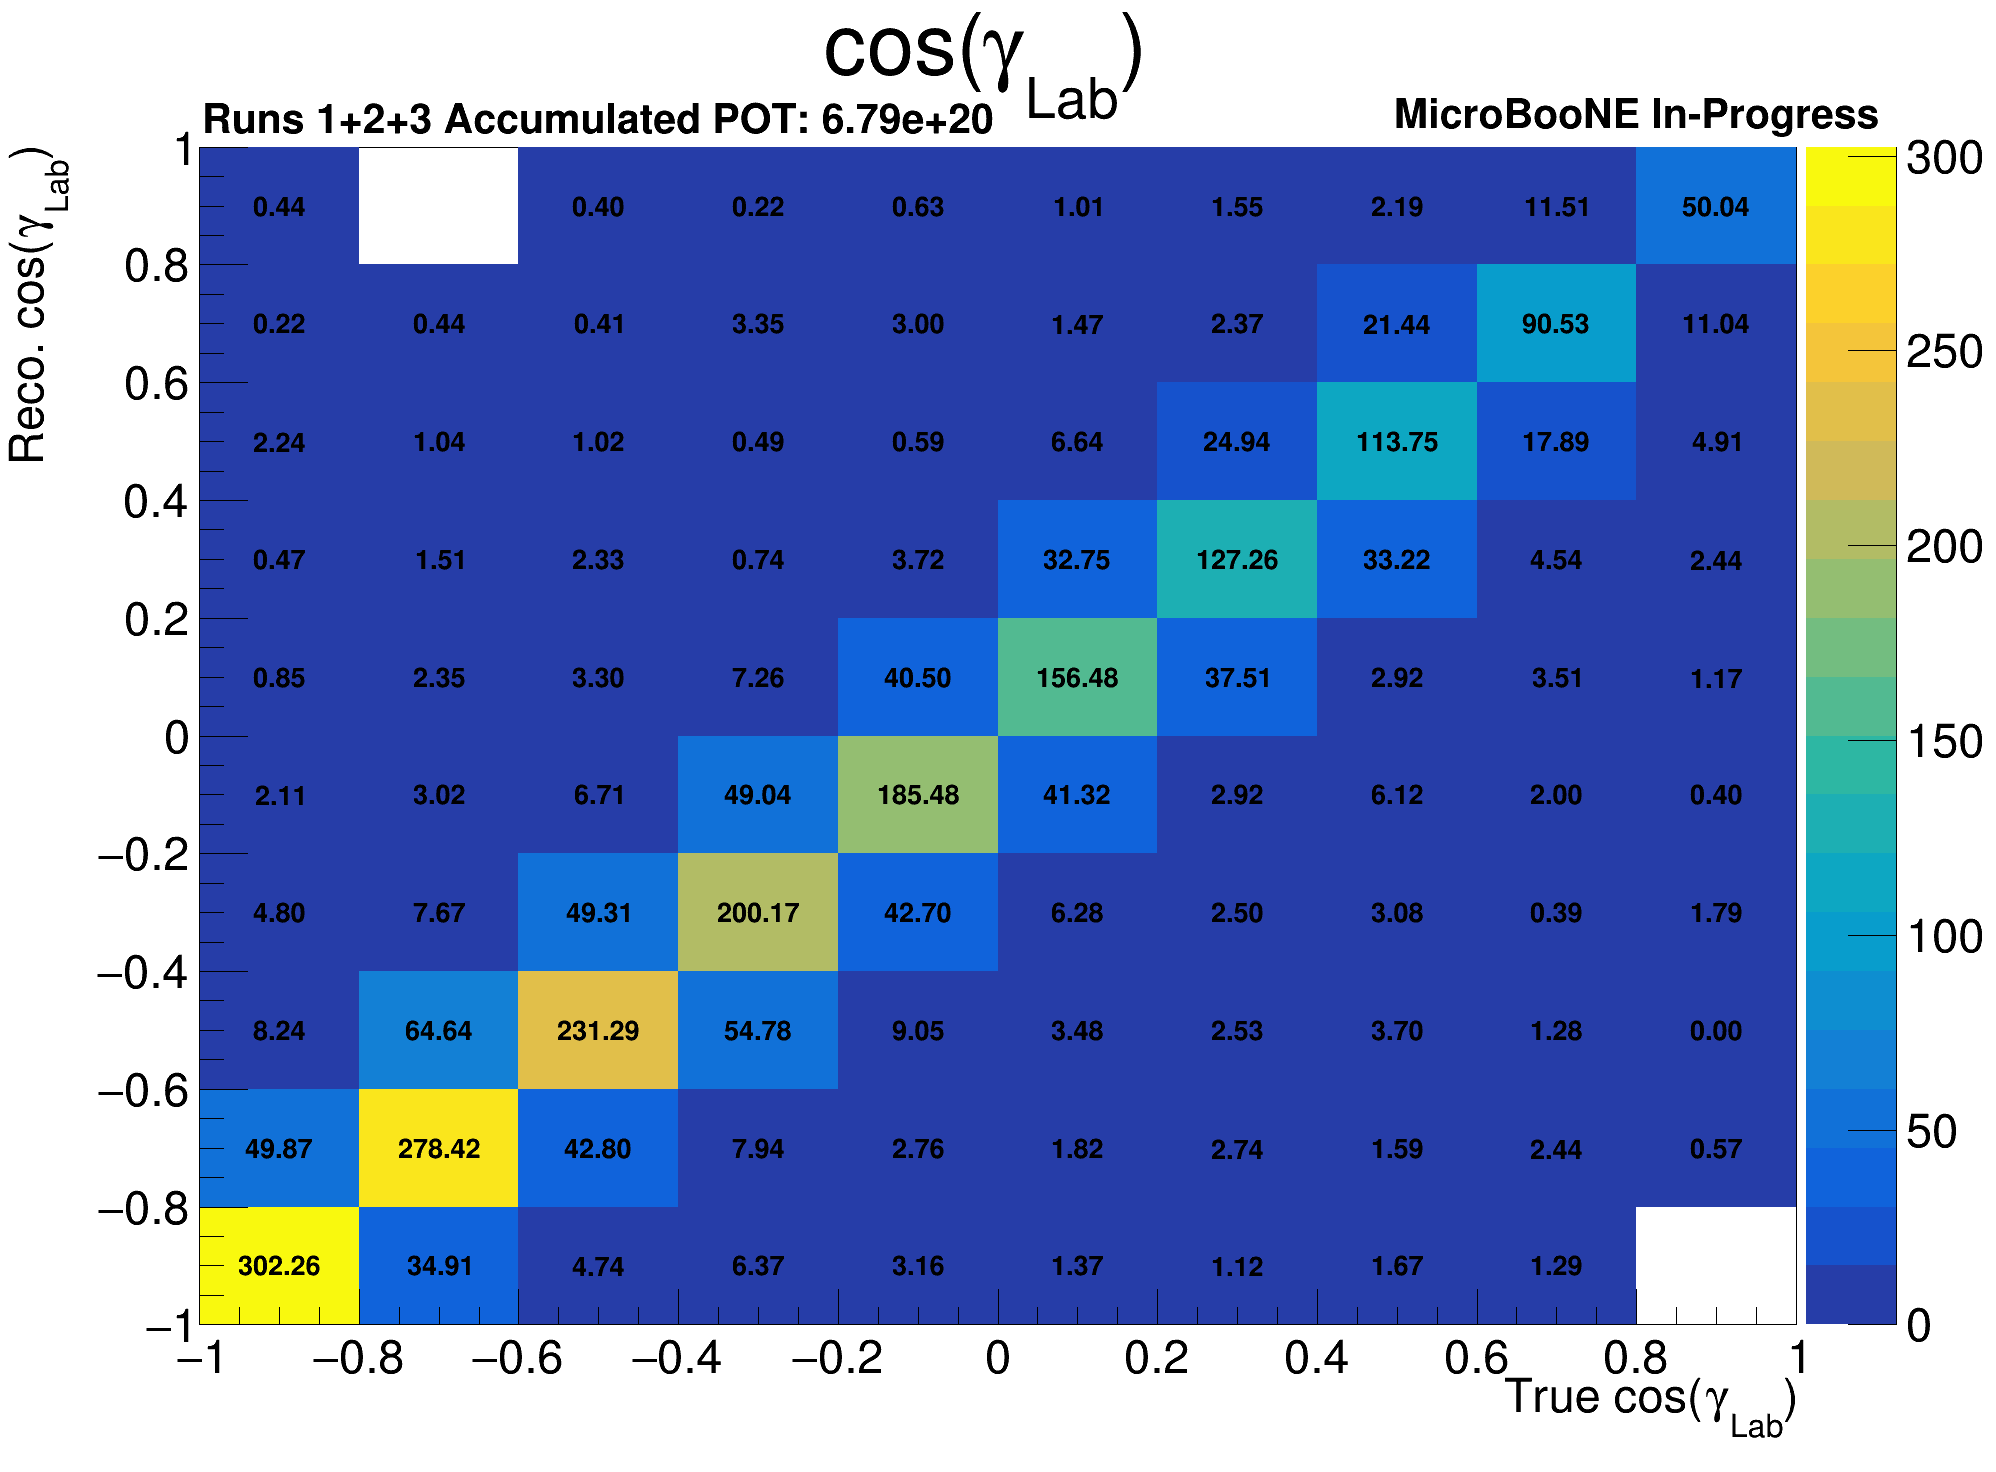 cos(γ_Lab)
Runs 1+2+3 Accumulated POT: 6.79e+20
MicroBooNE In-Progress
Reco. cos(γ_Lab)
1 0.44 0.40 0.22 0.63 1.01 1.55 2.19 11.51 50.04 300
0.8 0.22 0.44 0.41 3.35 3.00 1.47 2.37 21.44 90.53 11.04 250
0.6 2.24 1.04 1.02 0.49 0.59 6.64 24.94 113.75 17.89 4.91
0.4 0.47 1.51 2.33 0.74 3.72 32.75 127.26 33.22 4.54 2.44 200
0.2 0.85 2.35 3.30 7.26 40.50 156.48 37.51 2.92 3.51 1.17
0 2.11 3.02 6.71 49.04 185.48 41.32 2.92 6.12 2.00 0.40 150
−0.2 4.80 7.67 49.31 200.17 42.70 6.28 2.50 3.08 0.39 1.79 100
−0.4 8.24 64.64 231.29 54.78 9.05 3.48 2.53 3.70 1.28 0.00
−0.6 49.87 278.42 42.80 7.94 2.76 1.82 2.74 1.59 2.44 0.57 50
−0.8 302.26 34.91 4.74 6.37 3.16 1.37 1.12 1.67 1.29
−1 0
−1 −0.8 −0.6 −0.4 −0.2 0 0.2 0.4 0.6 0.8 1
True cos(γ_Lab)